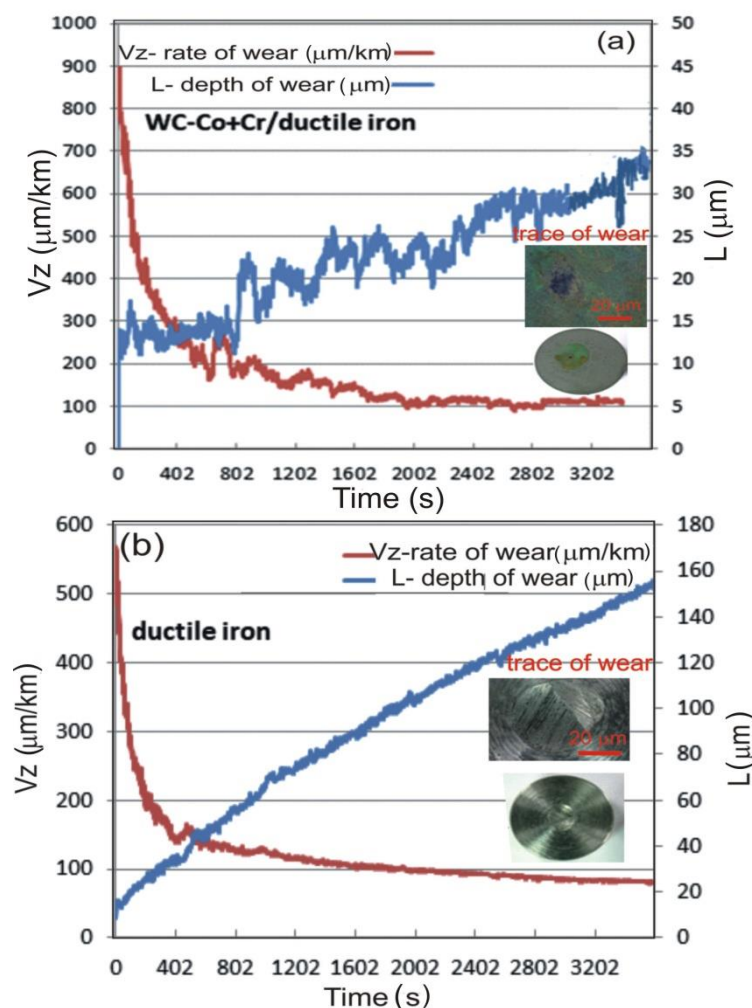 1000
900
800
700
600
500
400
300
200
100
0
Vz (μm/km)
50
45
40
35
30
25
20
15
10
5
0
L (μm)
(a)
Vz- rate of wear (μm/km)
L- depth of wear (μm)
WC-Co+Cr/ductile iron
trace of wear
20 μm
0 402 802 1202 1602 2002 2402 2802 3202
Time (s)
600
500
400
300
200
100
0
Vz (μm/km)
180
160
140
120
100
80
60
40
20
0
L(μm)
(b)
Vz-rate of wear(μm/km)
L- depth of wear (μm)
ductile iron
trace of wear
20 μm
0 402 802 1202 1602 2002 2402 2802 3202
Time (s)